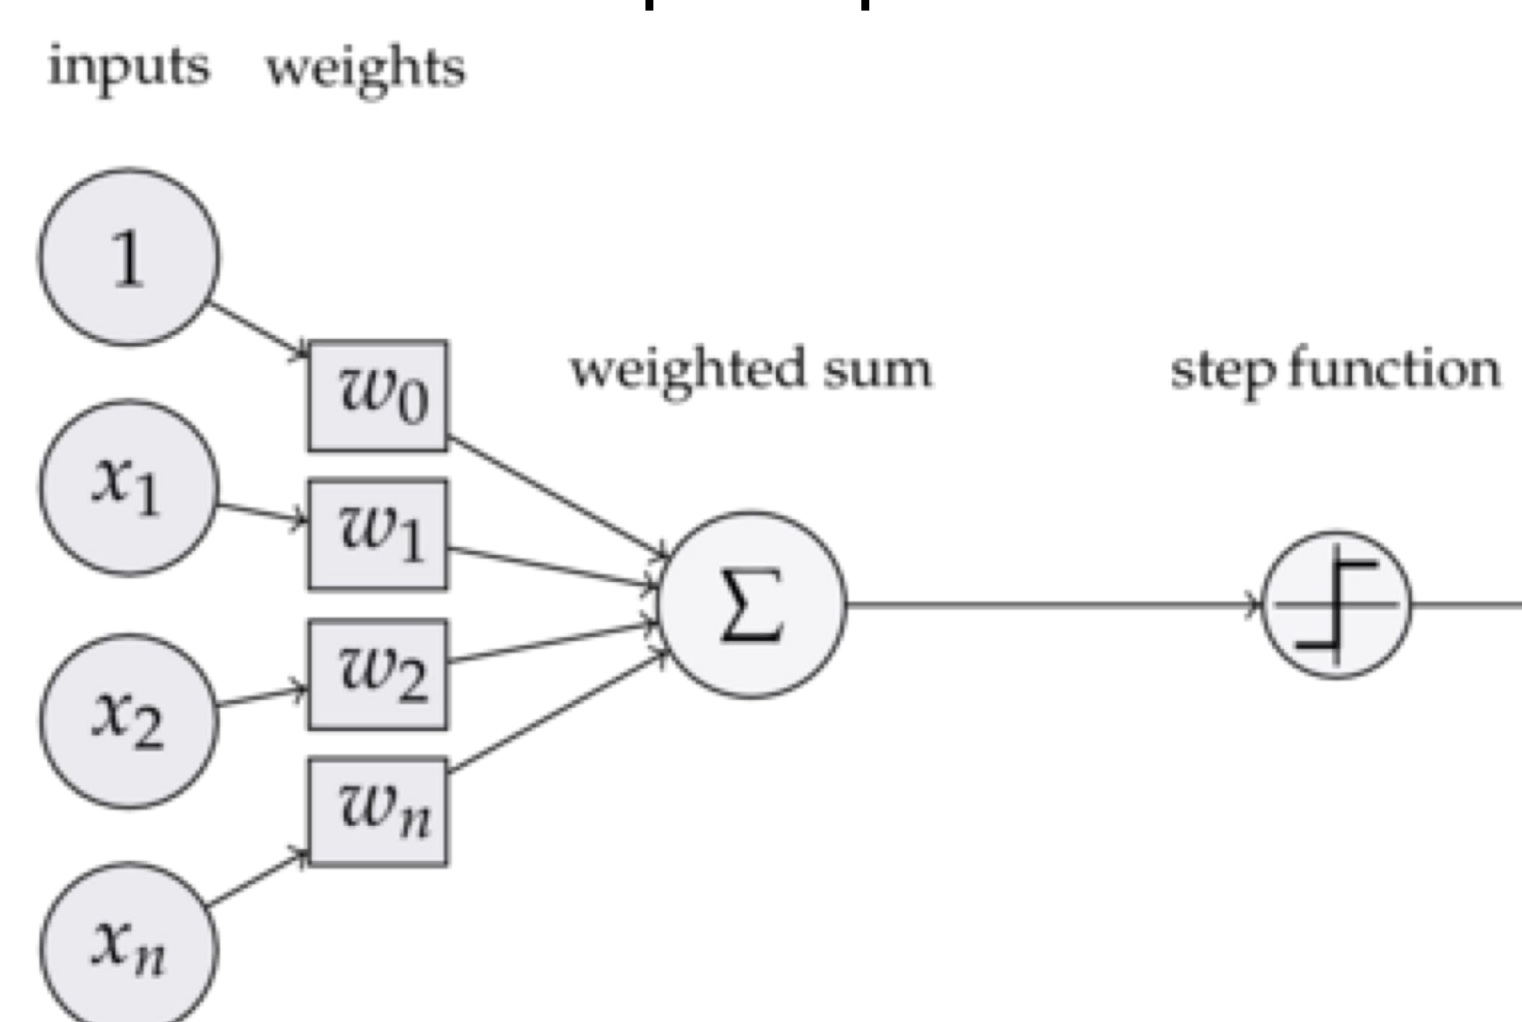 inputs weights
1
w0
weighted sum
step function
x1
w1
Σ
x2
w2
wn
xn